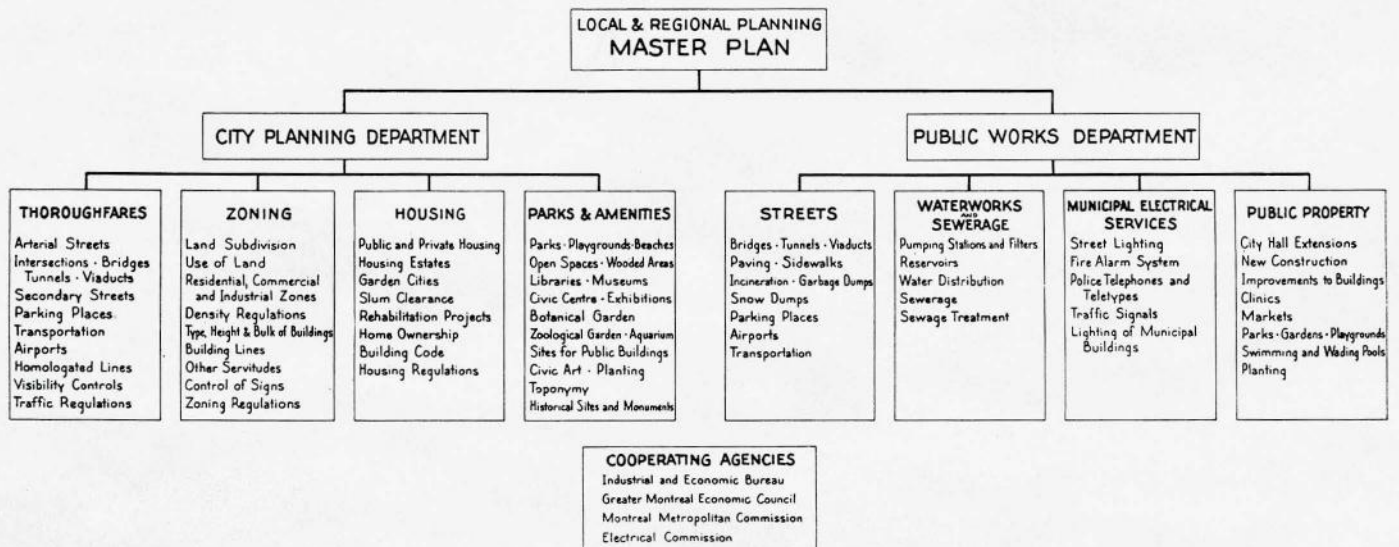 LOCAL & REGIONAL PLANNING
MASTER PLAN
CITY PLANNING DEPARTMENT
PUBLIC WORKS DEPARTMENT
THOROUGHFARES
Arterial Streets
Intersections · Bridges
Tunnels · Viaducts
Secondary Streets
Parking Places
Transportation
Airports
Homologated Lines
Visibility Controls
Traffic Regulations
ZONING
Land Subdivision
Use of Land
Residential, Commercial
and Industrial Zones
Density Regulations
Type, Height & Bulk of Buildings
Building Lines
Other Servitudes
Control of Signs
Zoning Regulations
HOUSING
Public and Private Housing
Housing Estates
Garden Cities
Slum Clearance
Rehabilitation Projects
Home Ownership
Building Code
Housing Regulations
PARKS & AMENITIES
Parks · Playgrounds · Beaches
Open Spaces · Wooded Areas
Libraries · Museums
Civic Centre · Exhibitions
Botanical Garden
Zoological Garden · Aquarium
Sites for Public Buildings
Civic Art · Planting
Toponymy
Historical Sites and Monuments
STREETS
Bridges · Tunnels · Viaducts
Paving · Sidewalks
Incineration · Garbage Dumps
Snow Dumps
Parking Places
Airports
Transportation
WATERWORKS
AND
SEWERAGE
Pumping Stations and Filters
Reservoirs
Water Distribution
Sewerage
Sewage Treatment
MUNICIPAL ELECTRICAL
SERVICES
Street Lighting
Fire Alarm System
Police Telephones and
Teletypes
Traffic Signals
Lighting of Municipal
Buildings
PUBLIC PROPERTY
City Hall Extensions
New Construction
Improvements to Buildings
Clinics
Markets
Parks · Gardens · Playgrounds
Swimming and Wading Pools
Planting
COOPERATING AGENCIES
Industrial and Economic Bureau
Greater Montreal Economic Council
Montreal Metropolitan Commission
Electrical Commission